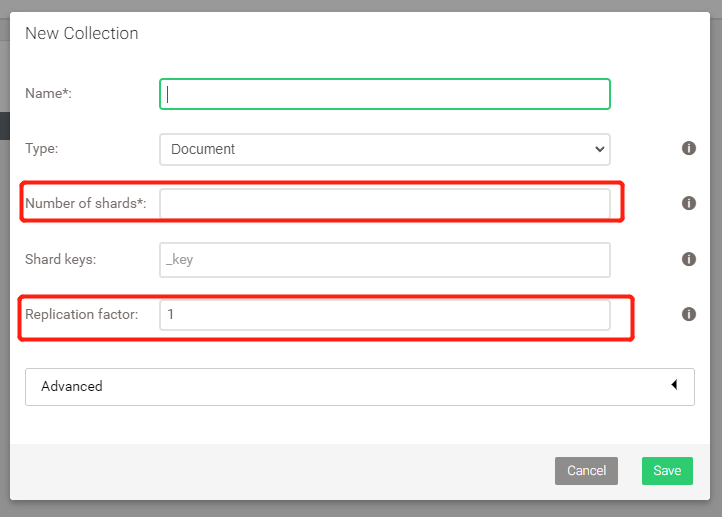 New Collection
Name*:
Type: Document
Number of shards*:
Shard keys: _key
Replication factor: 1
Advanced
Cancel Save